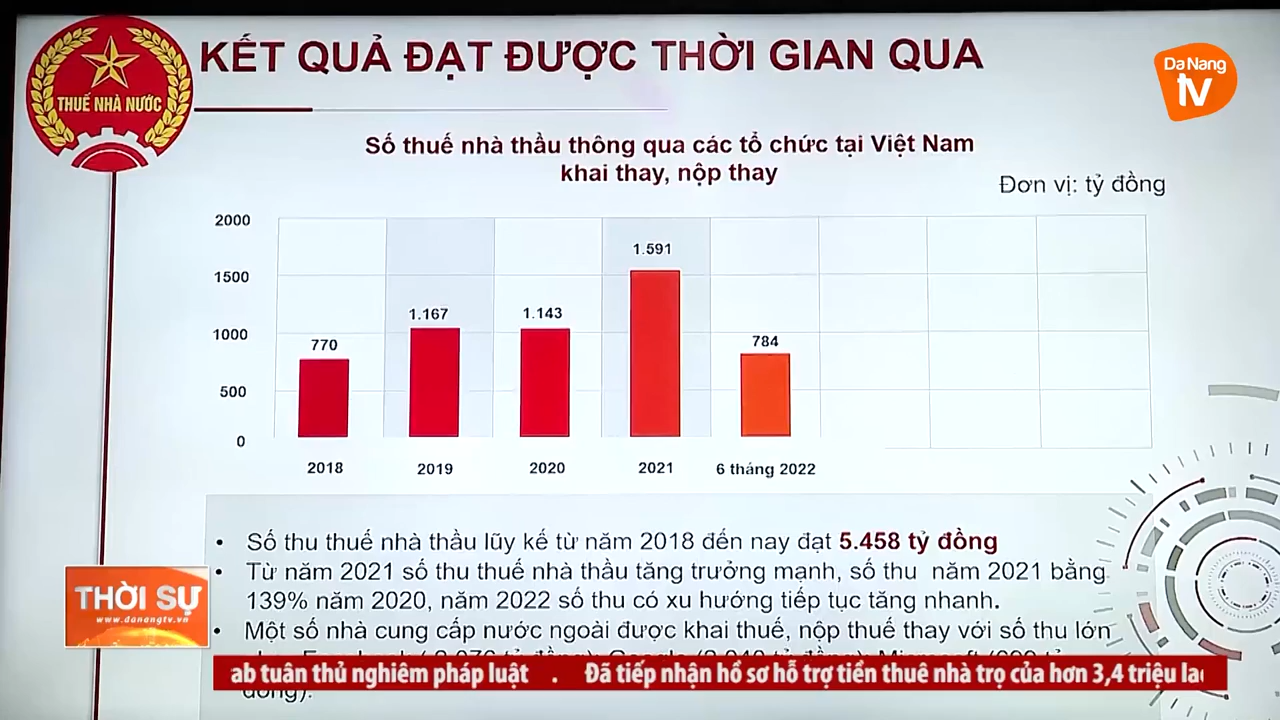 KẾT QUẢ ĐẠT ĐƯỢC THỜI GIAN QUA
THUẾ NHÀ NƯỚC
Da Nang
tv
Số thuế nhà thầu thông qua các tổ chức tại Việt Nam
khai thay, nộp thay
Đơn vị: tỷ đồng
2000
1500
1000
500
0
770
1.167
1.143
1.591
784
2018
2019
2020
2021
6 tháng 2022
• Số thu thuế nhà thầu lũy kế từ năm 2018 đến nay đạt 5.458 tỷ đồng
• Từ năm 2021 số thu thuế nhà thầu tăng trưởng mạnh, số thu năm 2021 bằng
139% năm 2020, năm 2022 số thu có xu hướng tiếp tục tăng nhanh.
• Một số nhà cung cấp nước ngoài được khai thuế, nộp thuế thay với số thu lớn
đồng).
THỜI SỰ
www.danangtv.vn
ab tuân thủ nghiêm pháp luật . Đã tiếp nhận hồ sơ hỗ trợ tiền thuê nhà trọ của hơn 3,4 triệu